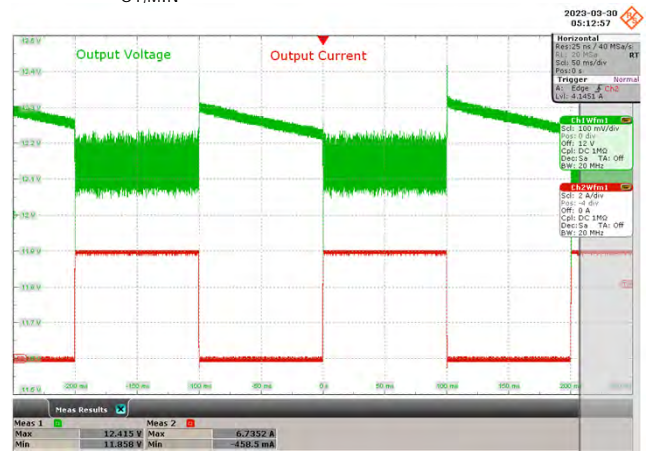 2023-03-30
05:12:57
Horizontal
Res:25 ns / 40 MSa/s
RL: 20 MSa RT
Scl: 50 ms/div
Pos:0 s
Trigger Normal
A: Edge Ch2
Lvl: 4.1451 A
Output Voltage Output Current
12.4 V
12.2 V
12.1 V
12 V
11.9 V
11.8 V
11.7 V
11.6 V
-200 ms -150 ms -100 ms -50 ms 0 s 50 ms 100 ms 150 ms 200 ms
Ch1Wfm1
Scl: 100 mV/div
Pos: 0 div
Off: 12 V
Cpl: DC 1MΩ
Dec:Sa TA: Off
BW: 20 MHz
Ch2Wfm1
Scl: 2 A/div
Pos: -4 div
Off: 0 A
Cpl: DC 1MΩ
Dec:Sa TA: Off
BW: 20 MHz
Meas Results
Meas 1 Meas 2
Max 12.415 V Max 6.7352 A
Min 11.858 V Min -458.5 mA